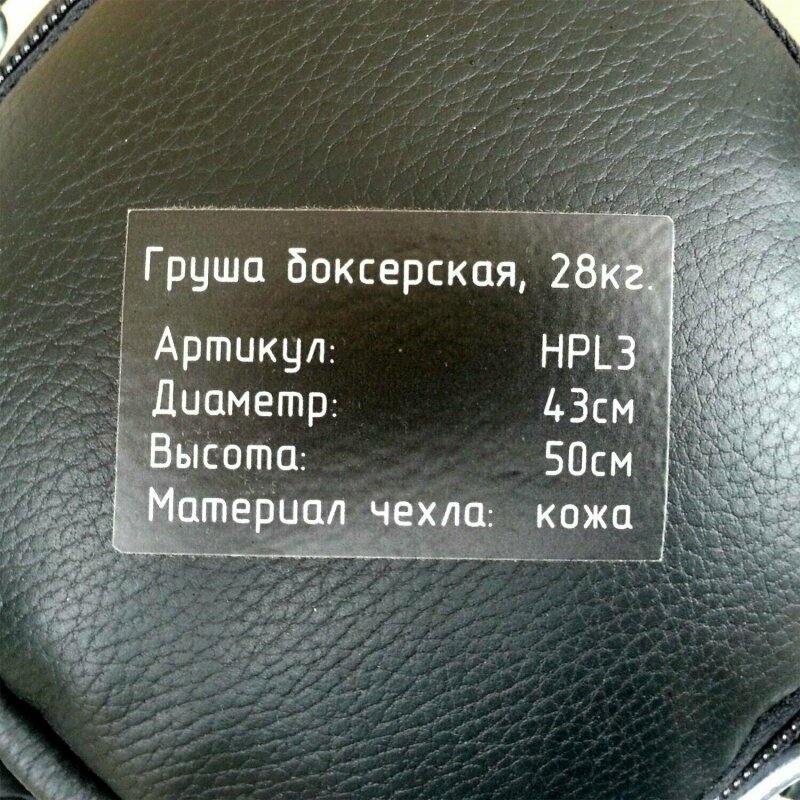 Груша боксерская, 28кг.
Артикул: HPL3
Диаметр: 43см
Высота: 50см
Материал чехла: кожа